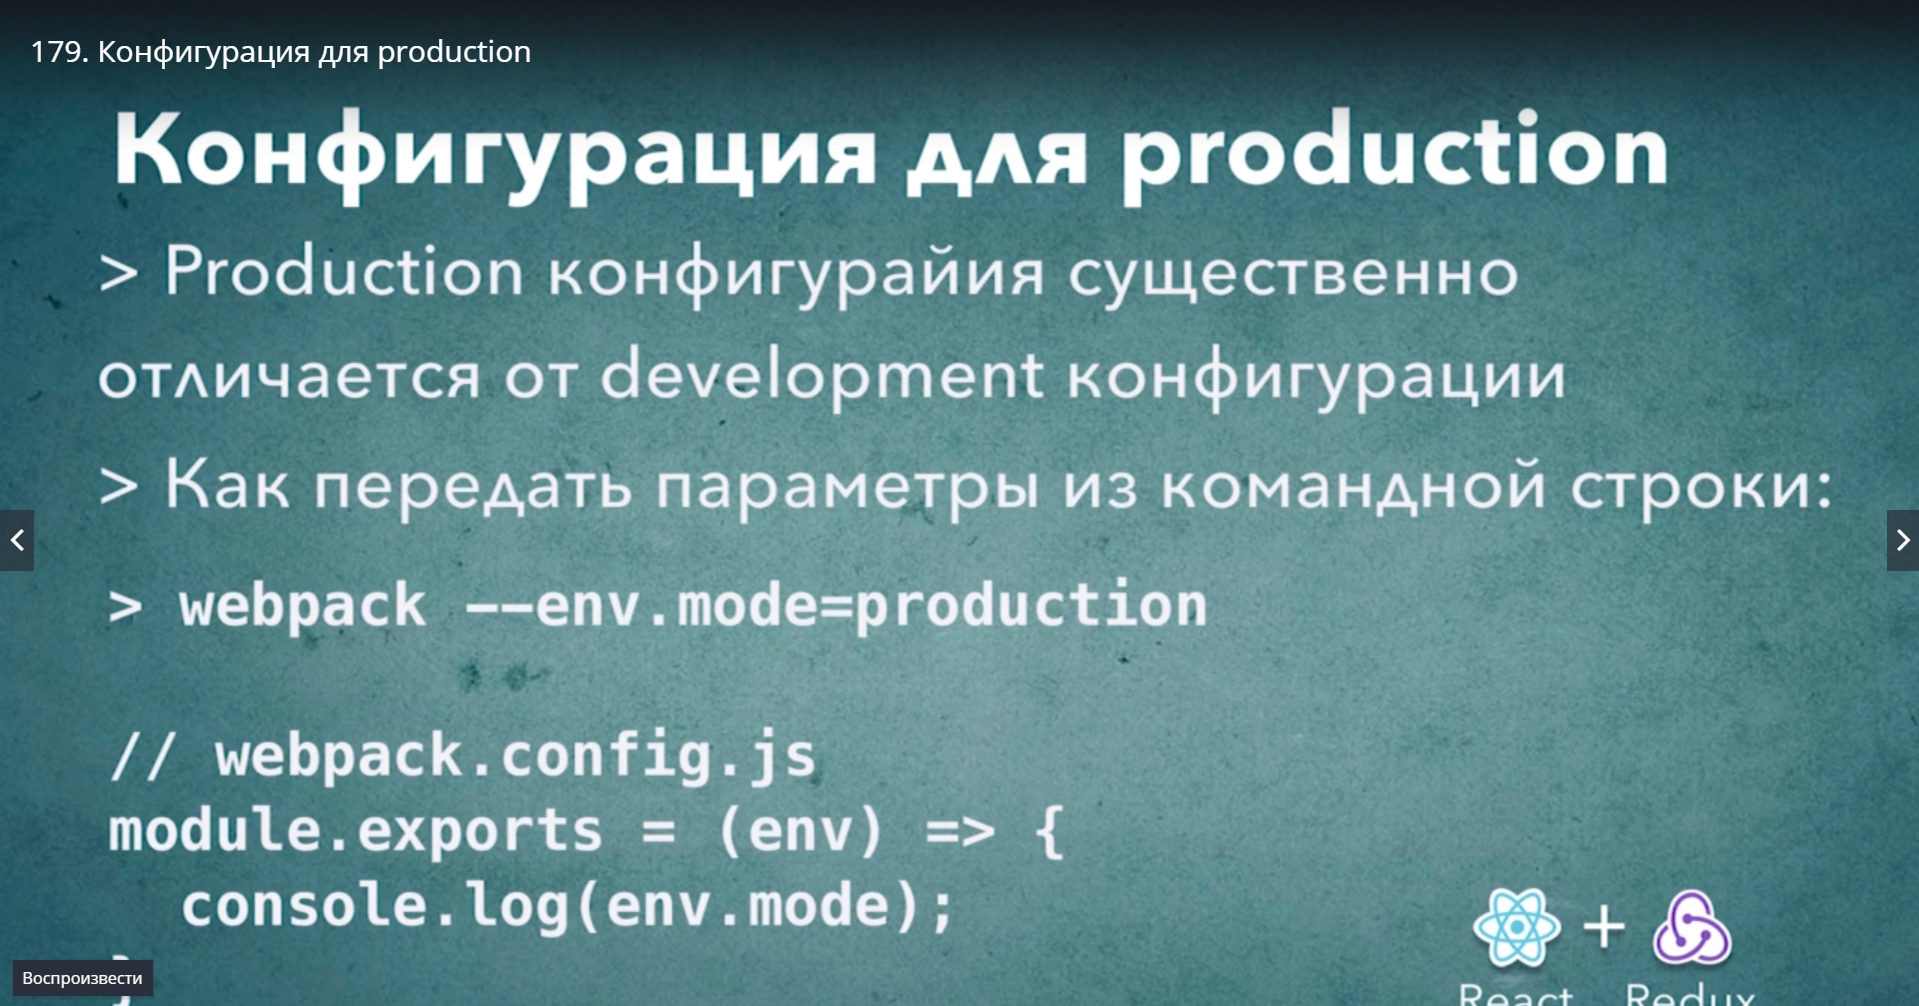 179. Конфигурация для production
Конфигурация для production
> Production конфигурайия существенно
отличается от development конфигурации
> Как передать параметры из командной строки:
> webpack --env.mode=production
// webpack.config.js
module.exports = (env) => {
console.log(env.mode);
}
Воспроизвести
React + Redux